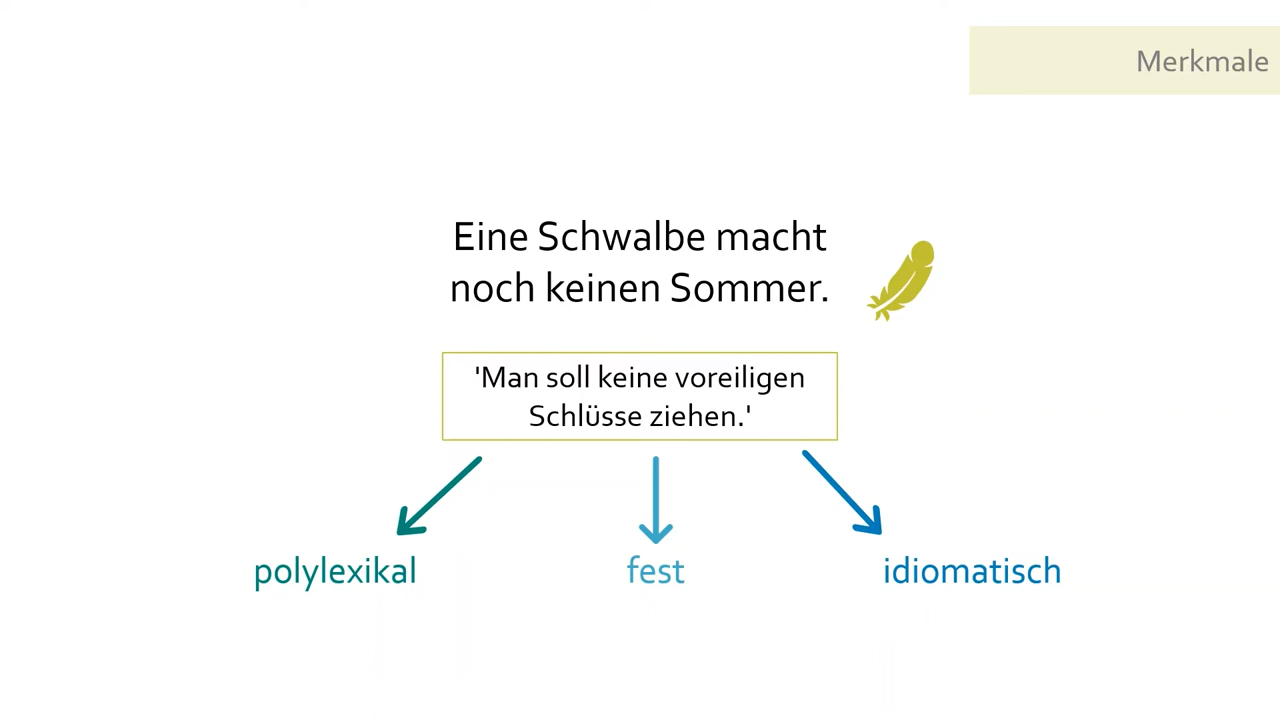 Merkmale
Eine Schwalbe macht
noch keinen Sommer.
'Man soll keine voreiligen
Schlüsse ziehen.'
polylexikal
fest
idiomatisch